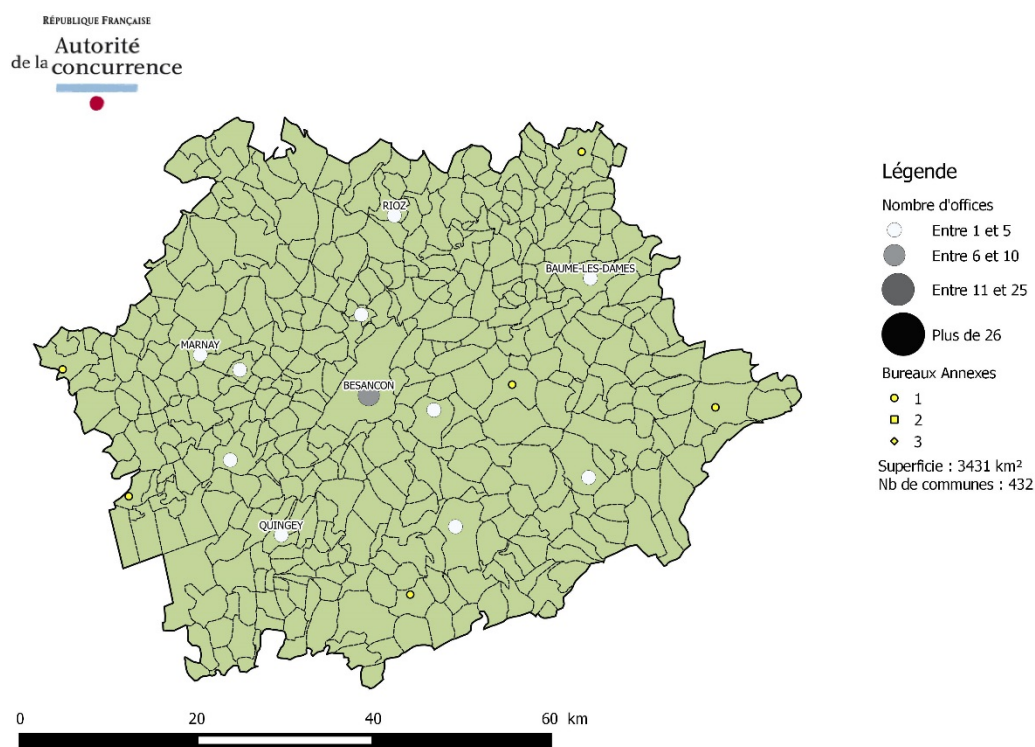 RÉPUBLIQUE FRANÇAISE
Autorité
de la concurrence
RIOZ
BAUME-LES-DAMES
MARNAY
BESANCON
QUINGEY
Légende
Nombre d'offices
Entre 1 et 5
Entre 6 et 10
Entre 11 et 25
Plus de 26
Bureaux Annexes
1
2
3
Superficie : 3431 km²
Nb de communes : 432
0 20 40 60 km